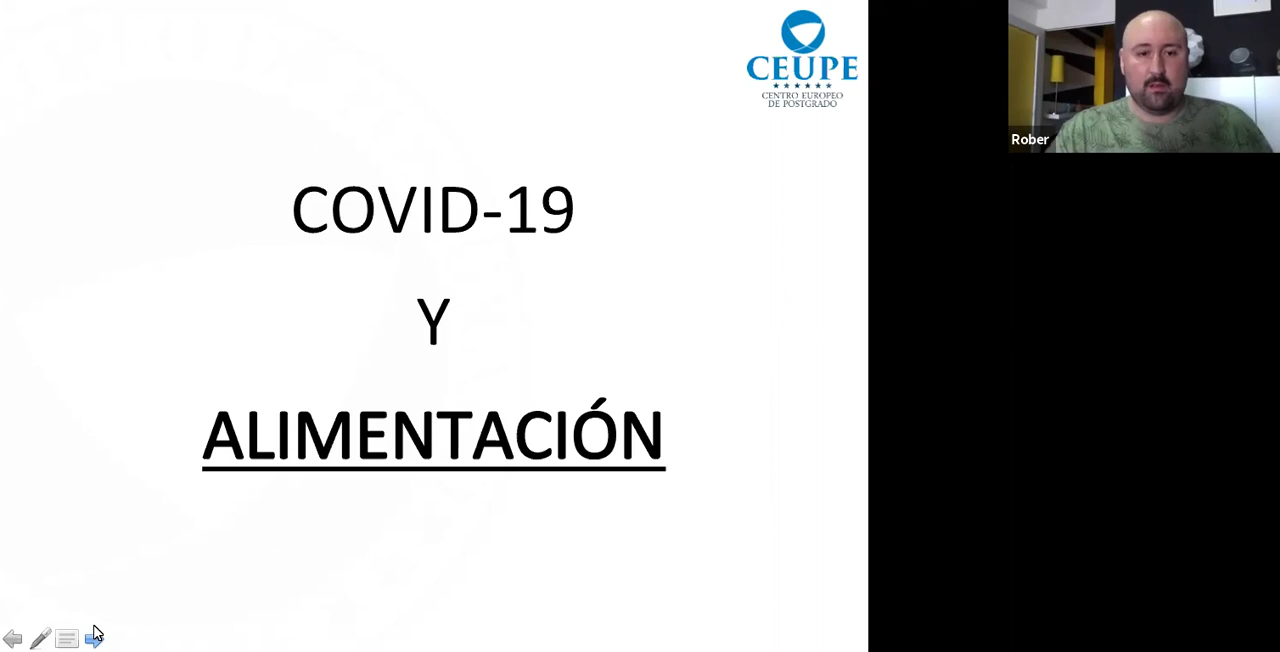 CEUPE
CENTRO EUROPEO
DE POSTGRADO
Rober
COVID-19
Y
ALIMENTACIÓN